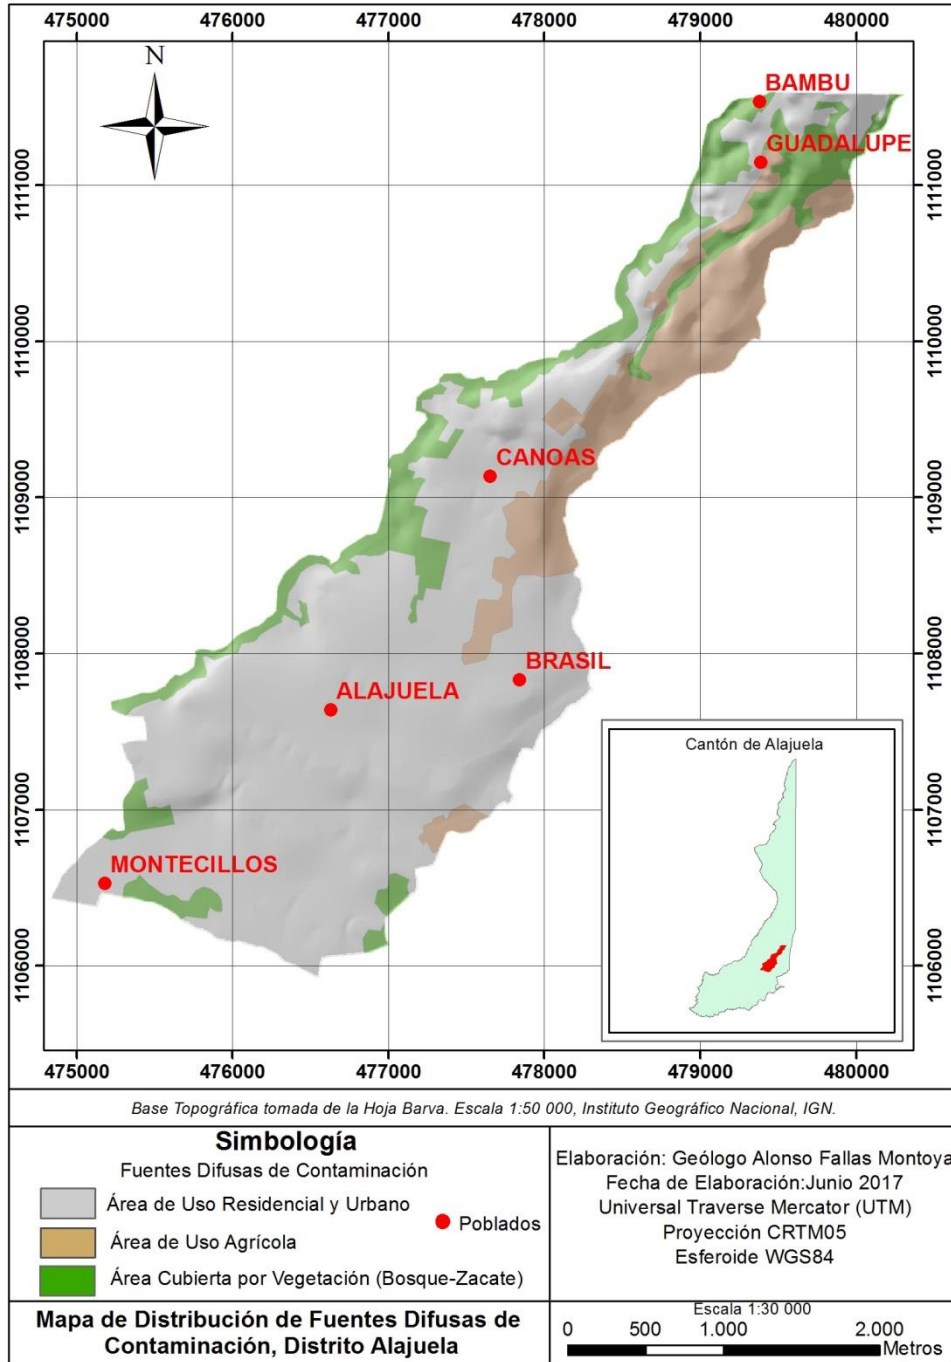 475000 476000 477000 478000 479000 480000
N
BAMBU
GUADALUPE
1111000 1111000
1110000 1110000
CANOAS
1109000 1109000
1108000 1108000
BRASIL
ALAJUELA
Cantón de Alajuela
1107000 1107000
MONTECILLOS
1106000 1106000
475000 476000 477000 478000 479000 480000
Base Topográfica tomada de la Hoja Barva. Escala 1:50 000, Instituto Geográfico Nacional, IGN.
Simbología
Fuentes Difusas de Contaminación
Área de Uso Residencial y Urbano
Poblados
Área de Uso Agrícola
Área Cubierta por Vegetación (Bosque-Zacate)
Elaboración: Geólogo Alonso Fallas Montoya
Fecha de Elaboración:Junio 2017
Universal Traverse Mercator (UTM)
Proyección CRTM05
Esferoide WGS84
Mapa de Distribución de Fuentes Difusas de
Contaminación, Distrito Alajuela
Escala 1:30 000
0 500 1.000 2.000
Metros